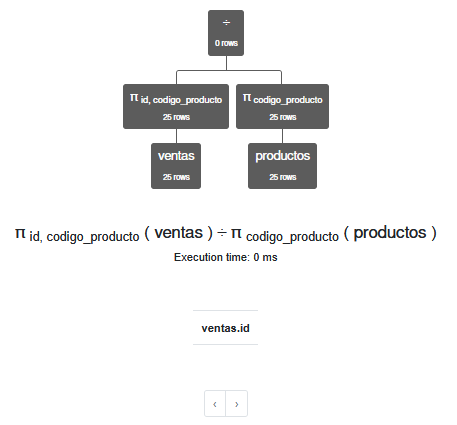 ÷
0 rows
π id, codigo_producto
25 rows
π codigo_producto
25 rows
ventas
25 rows
productos
25 rows
π id, codigo_producto ( ventas ) ÷ π codigo_producto ( productos )
Execution time: 0 ms
ventas.id
‹ ›